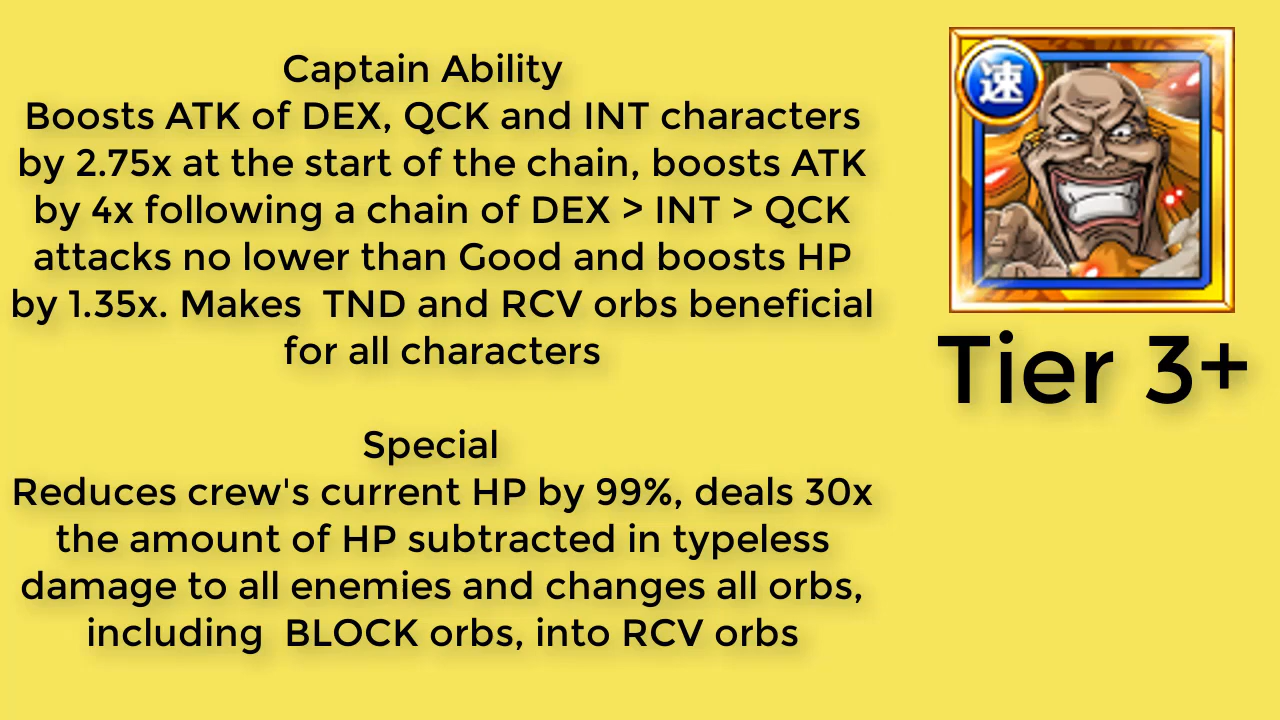 Captain Ability
Boosts ATK of DEX, QCK and INT characters
by 2.75x at the start of the chain, boosts ATK
by 4x following a chain of DEX > INT > QCK
attacks no lower than Good and boosts HP
by 1.35x. Makes  TND and RCV orbs beneficial
for all characters
Special
Reduces crew's current HP by 99%, deals 30x
the amount of HP subtracted in typeless
damage to all enemies and changes all orbs,
including  BLOCK orbs, into RCV orbs
速
Tier 3+